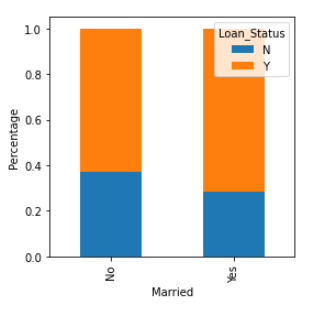 Loan_Status
N
Y
1.0
0.8
0.6
0.4
0.2
0.0
Percentage
No
Yes
Married